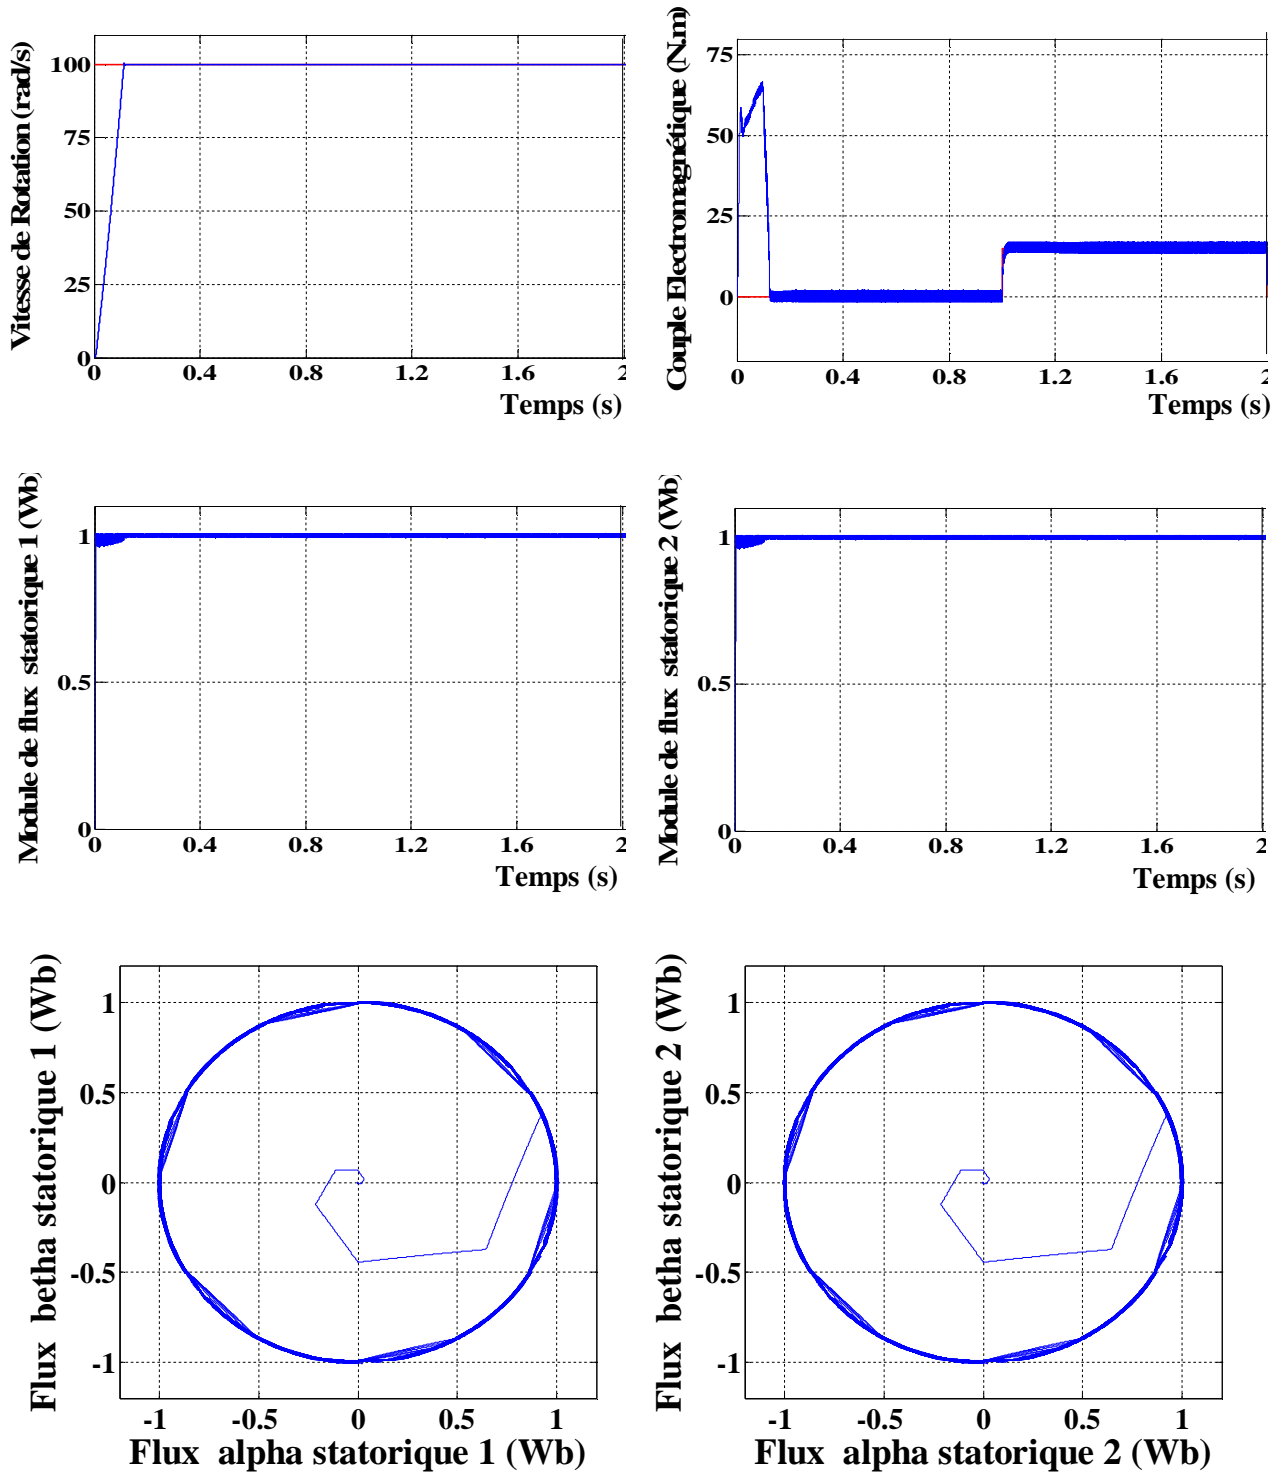 Vitesse de Rotation (rad/s)
100
75
50
25
0
0 0.4 0.8 1.2 1.6 2
Temps (s)
Couple Electromagnétique (N.m)
75
50
25
0
0 0.4 0.8 1.2 1.6 2
Temps (s)
Module de flux statorique 1 (Wb)
1
0.5
0
0 0.4 0.8 1.2 1.6 2
Temps (s)
Module de flux statorique 2 (Wb)
1
0.5
0
0 0.4 0.8 1.2 1.6 2
Temps (s)
Flux betha statorique 1 (Wb)
1
0.5
0
-0.5
-1
-1 -0.5 0 0.5 1
Flux alpha statorique 1 (Wb)
Flux betha statorique 2 (Wb)
1
0.5
0
-0.5
-1
-1 -0.5 0 0.5 1
Flux alpha statorique 2 (Wb)